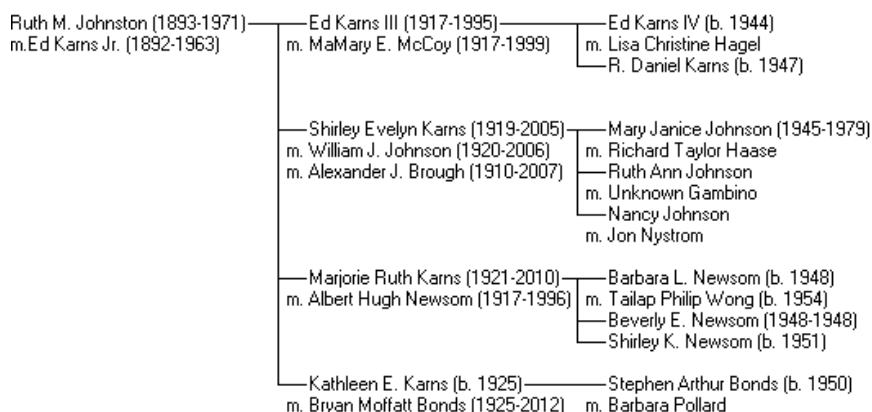 Ruth M. Johnston (1893-1971)
m.Ed Karns Jr. (1892-1963)
Ed Karns III (1917-1995)
m. MaMary E. McCoy (1917-1999)
Ed Karns IV (b. 1944)
m. Lisa Christine Hagel
R. Daniel Karns (b. 1947)
Shirley Evelyn Karns (1919-2005)
m. William J. Johnson (1920-2006)
m. Alexander J. Brough (1910-2007)
Mary Janice Johnson (1945-1979)
m. Richard Taylor Haase
Ruth Ann Johnson
m. Unknown Gambino
Nancy Johnson
m. Jon Nystrom
Marjorie Ruth Karns (1921-2010)
m. Albert Hugh Newsom (1917-1996)
Barbara L. Newsom (b. 1948)
m. Tailap Philip Wong (b. 1954)
Beverly E. Newsom (1948-1948)
Shirley K. Newsom (b. 1951)
Kathleen E. Karns (b. 1925)
m. Bryan Moffatt Bonds (1925-2012)
Stephen Arthur Bonds (b. 1950)
m. Barbara Pollard